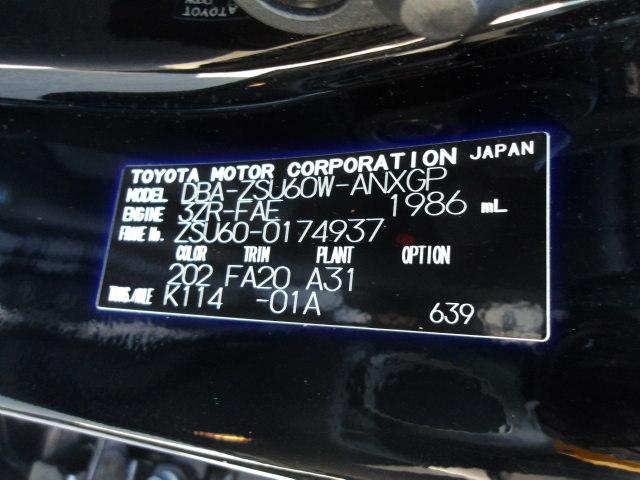 TOYOTA
TOYOTA MOTOR CORPORATION JAPAN
MODEL DBA-ZSU60W-ANXGP
ENGINE 3ZR-FAE 1986 mL
FRAME No. ZSU60-0174937
COLOR TRIM PLANT OPTION
202 FA20 A31
TRANS/AXLE K114 -01A
639